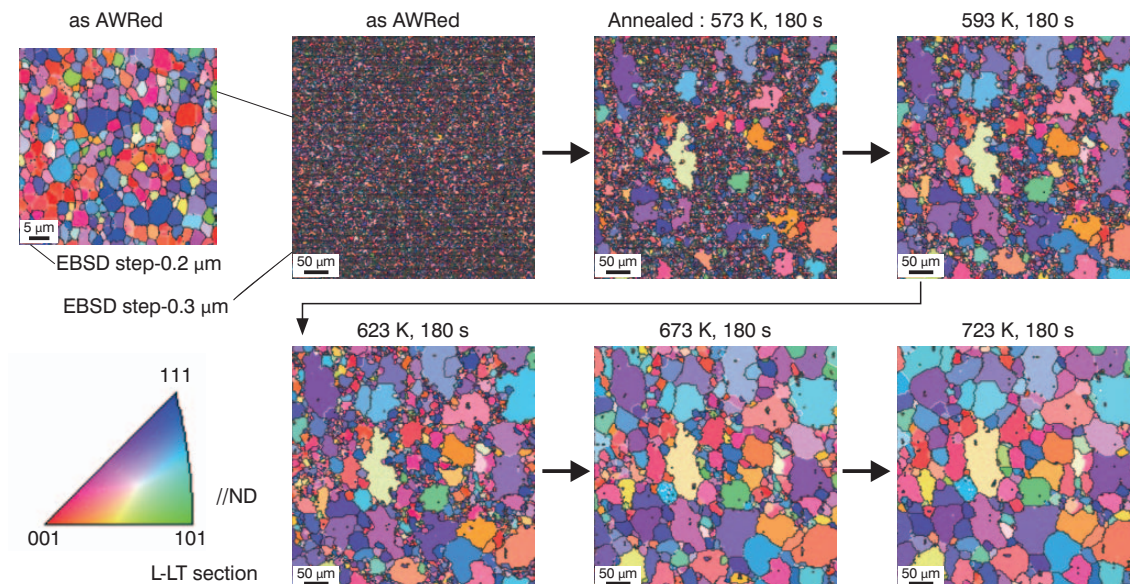 as AWRed
as AWRed
Annealed : 573 K, 180 s
593 K, 180 s
5 μm
50 μm
50 μm
50 μm
EBSD step-0.2 μm
EBSD step-0.3 μm
623 K, 180 s
673 K, 180 s
723 K, 180 s
111
//ND
001
101
L-LT section
50 μm
50 μm
50 μm